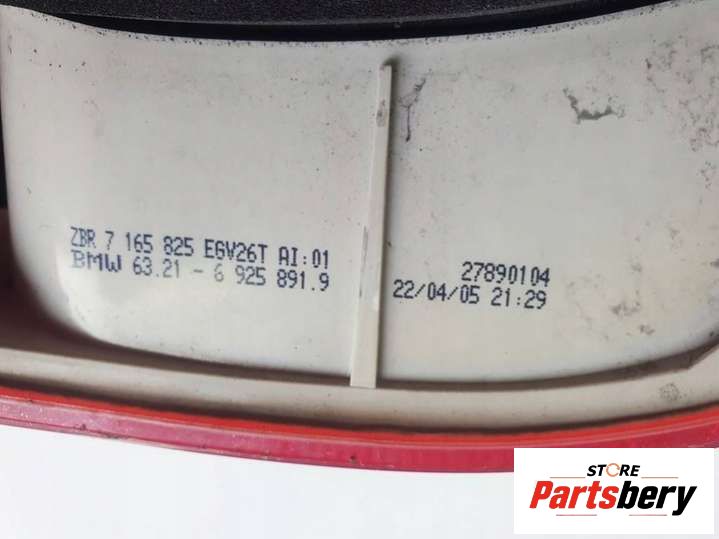 ZBR 7 165 825 EGV26T AI:01
BMW 63.21 - 6 925 891.9
27890104
22/04/05 21:29
STORE
Partsbery